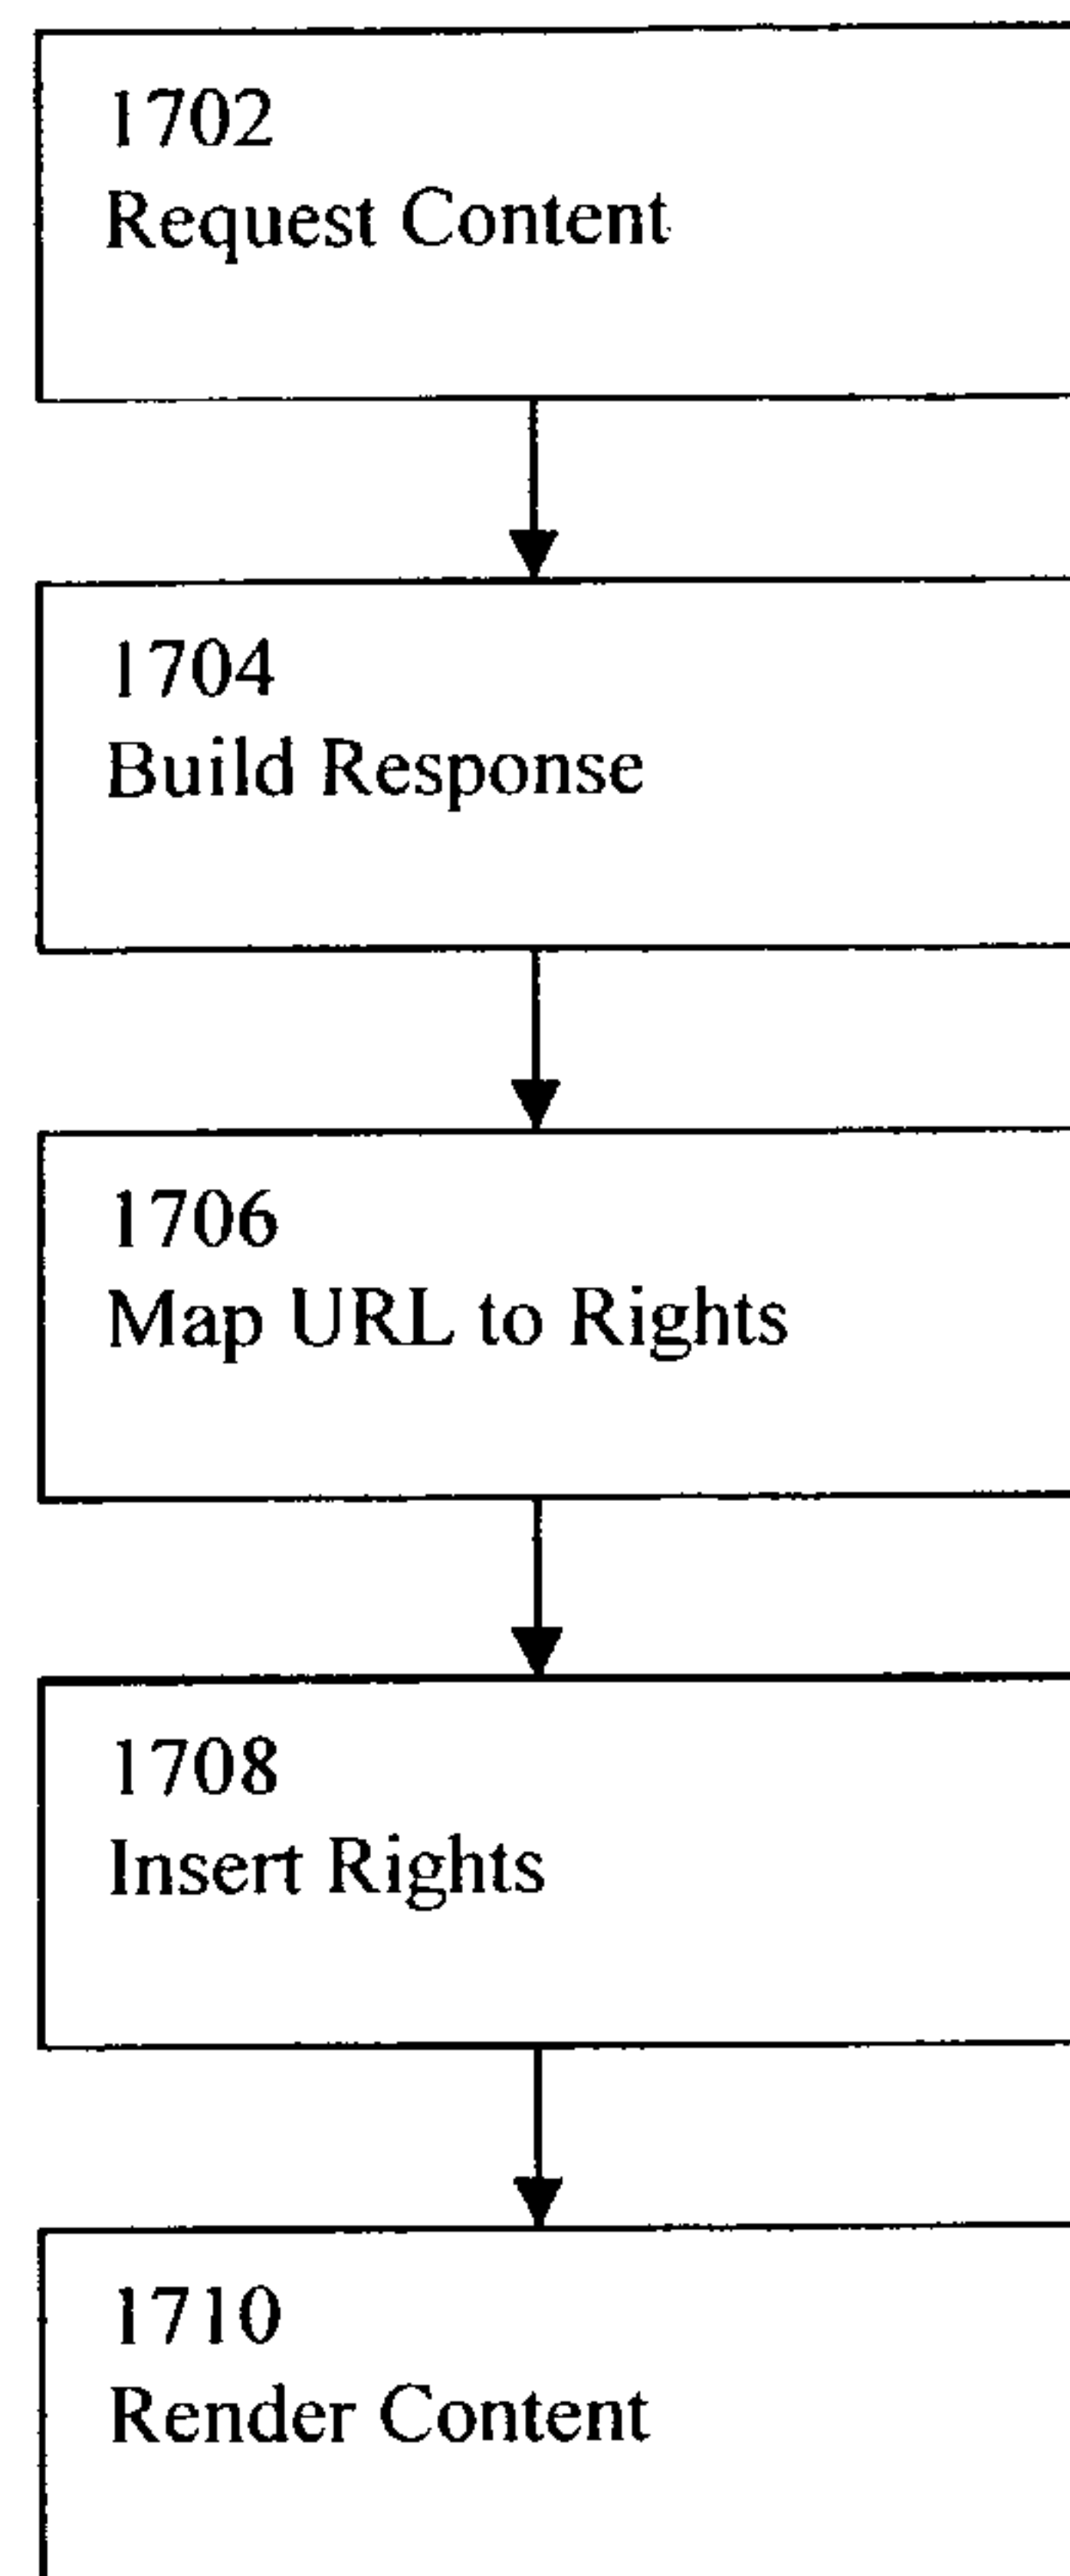 1702
Request Content
1704
Build Response
1706
Map URL to Rights
1708
Insert Rights
1710
Render Content